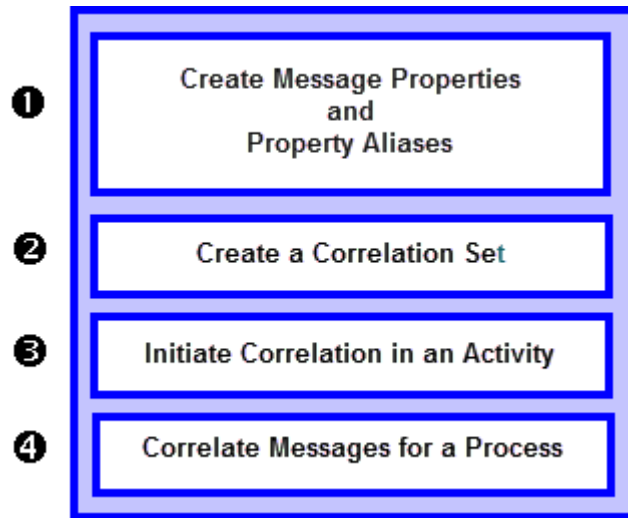 ❶ Create Message Properties
and
Property Aliases
❷ Create a Correlation Set
❸ Initiate Correlation in an Activity
❹ Correlate Messages for a Process